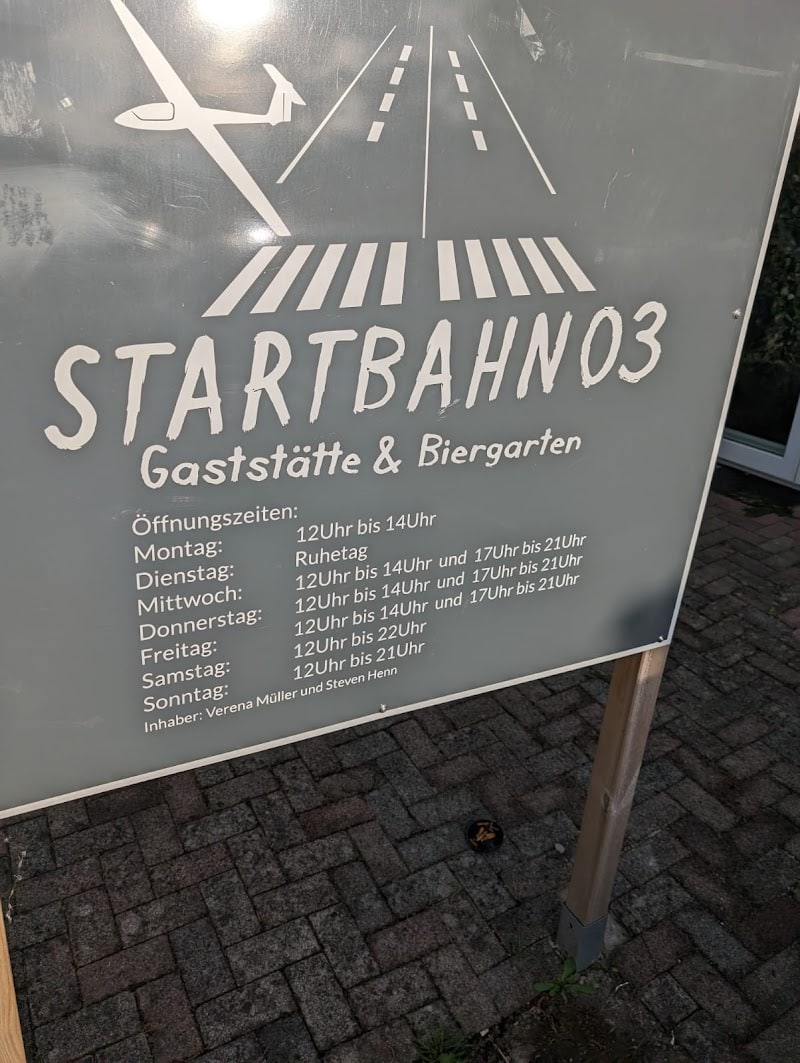 STARTBAHN 03
Gaststätte & Biergarten
Öffnungszeiten:
Montag: 12Uhr bis 14Uhr
Dienstag: Ruhetag
Mittwoch: 12Uhr bis 14Uhr und 17Uhr bis 21Uhr
Donnerstag: 12Uhr bis 14Uhr und 17Uhr bis 21Uhr
Freitag: 12Uhr bis 14Uhr und 17Uhr bis 21Uhr
Samstag: 12Uhr bis 22Uhr
Sonntag: 12Uhr bis 21Uhr
Inhaber: Verena Müller und Steven Henn